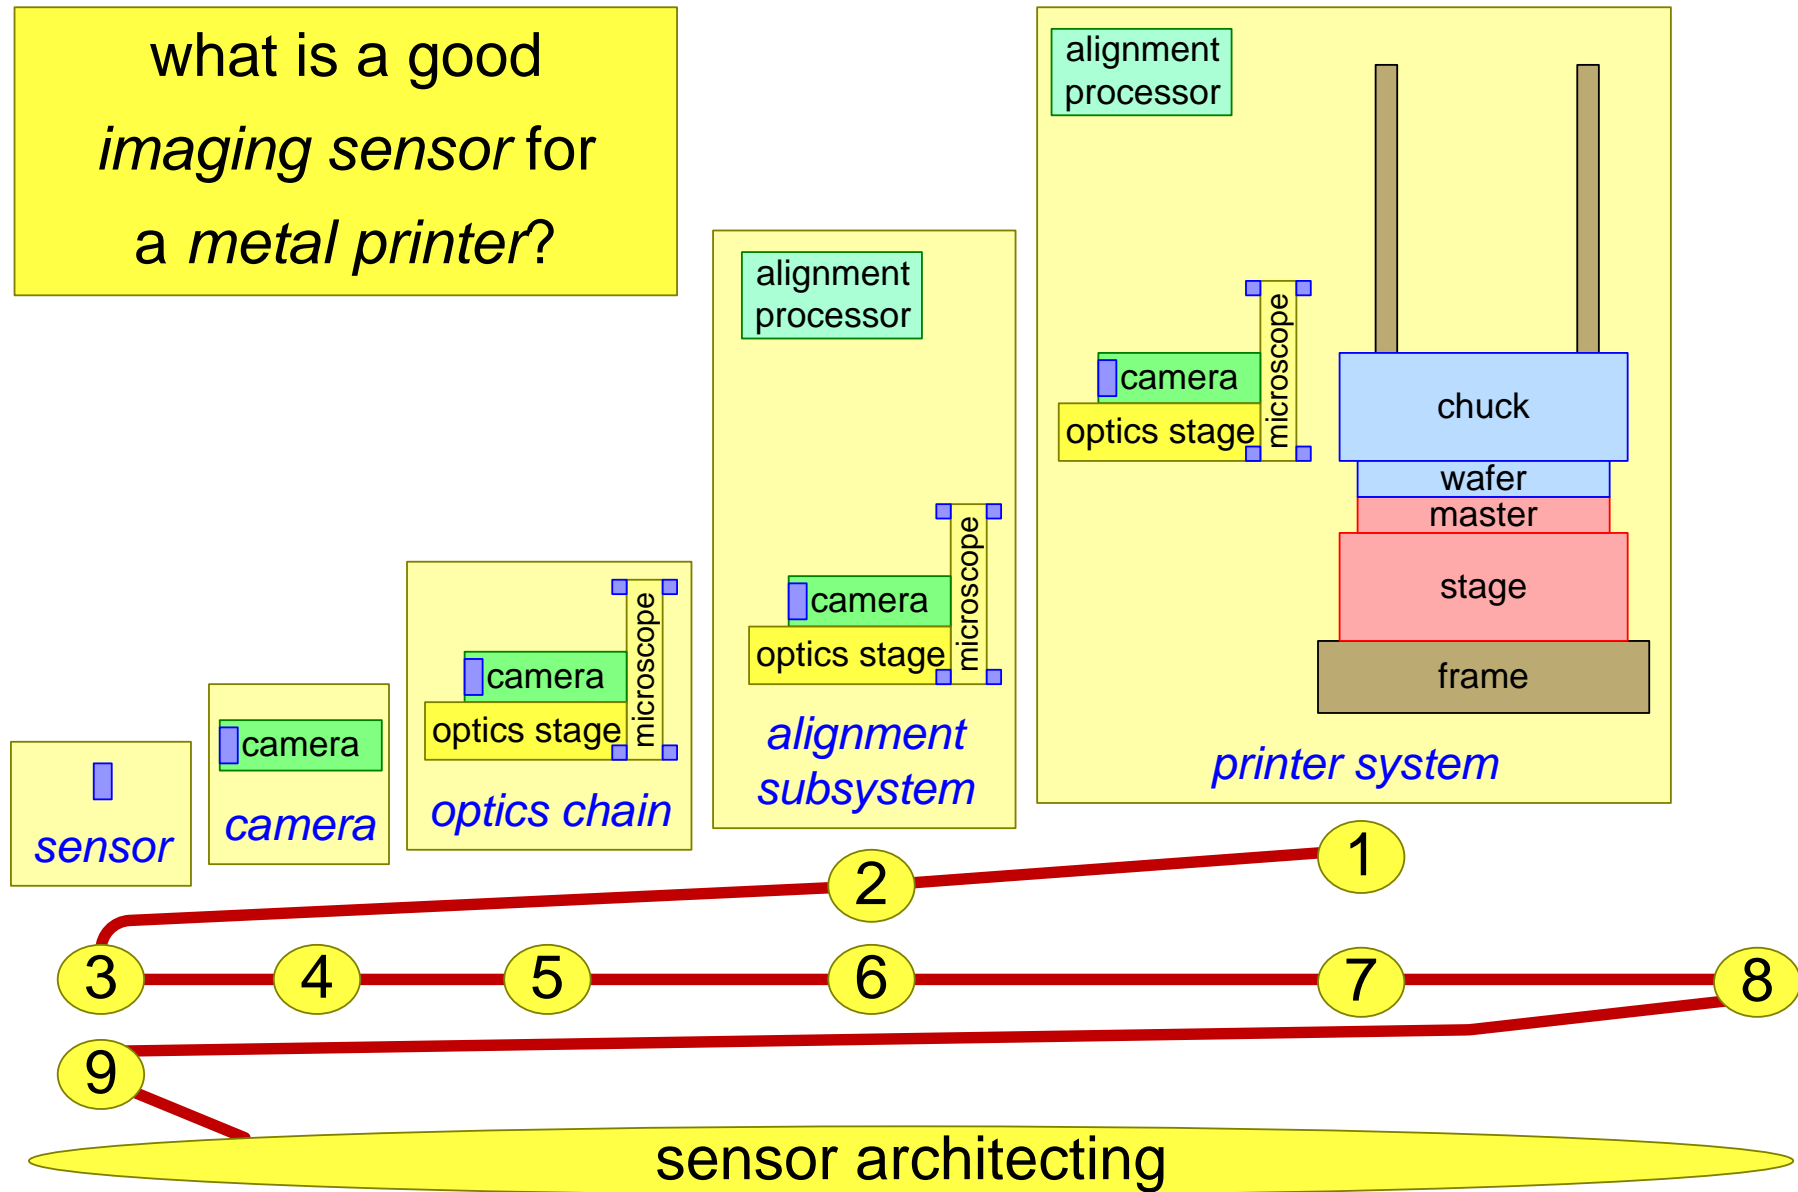 what is a good
imaging sensor for
a metal printer?
sensor
camera
camera
camera
optics stage
microscope
optics chain
alignment
processor
camera
optics stage
microscope
alignment
subsystem
alignment
processor
camera
optics stage
microscope
chuck
wafer
master
stage
frame
printer system
1
2
3
4
5
6
7
8
9
sensor architecting